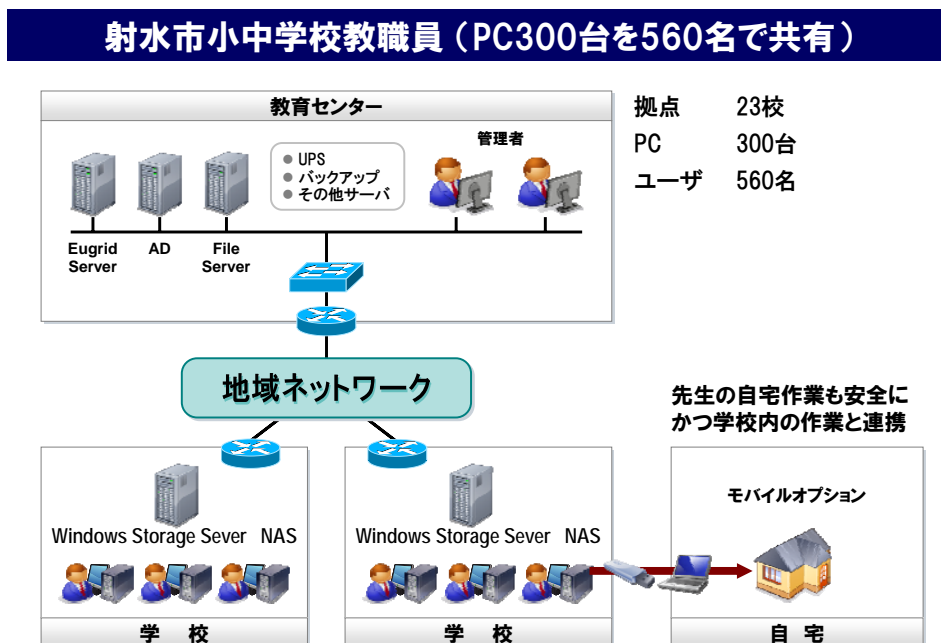 射水市小中学校教職員（PC300台を560名で共有）
教育センター
拠点 23校
PC 300台
ユーザ 560名
管理者
UPS
バックアップ
その他サーバ
Eugrid
Server
AD
File
Server
地域ネットワーク
先生の自宅作業も安全に
かつ学校内の作業と連携
Windows Storage Sever NAS
学 校
Windows Storage Sever NAS
学 校
モバイルオプション
自 宅